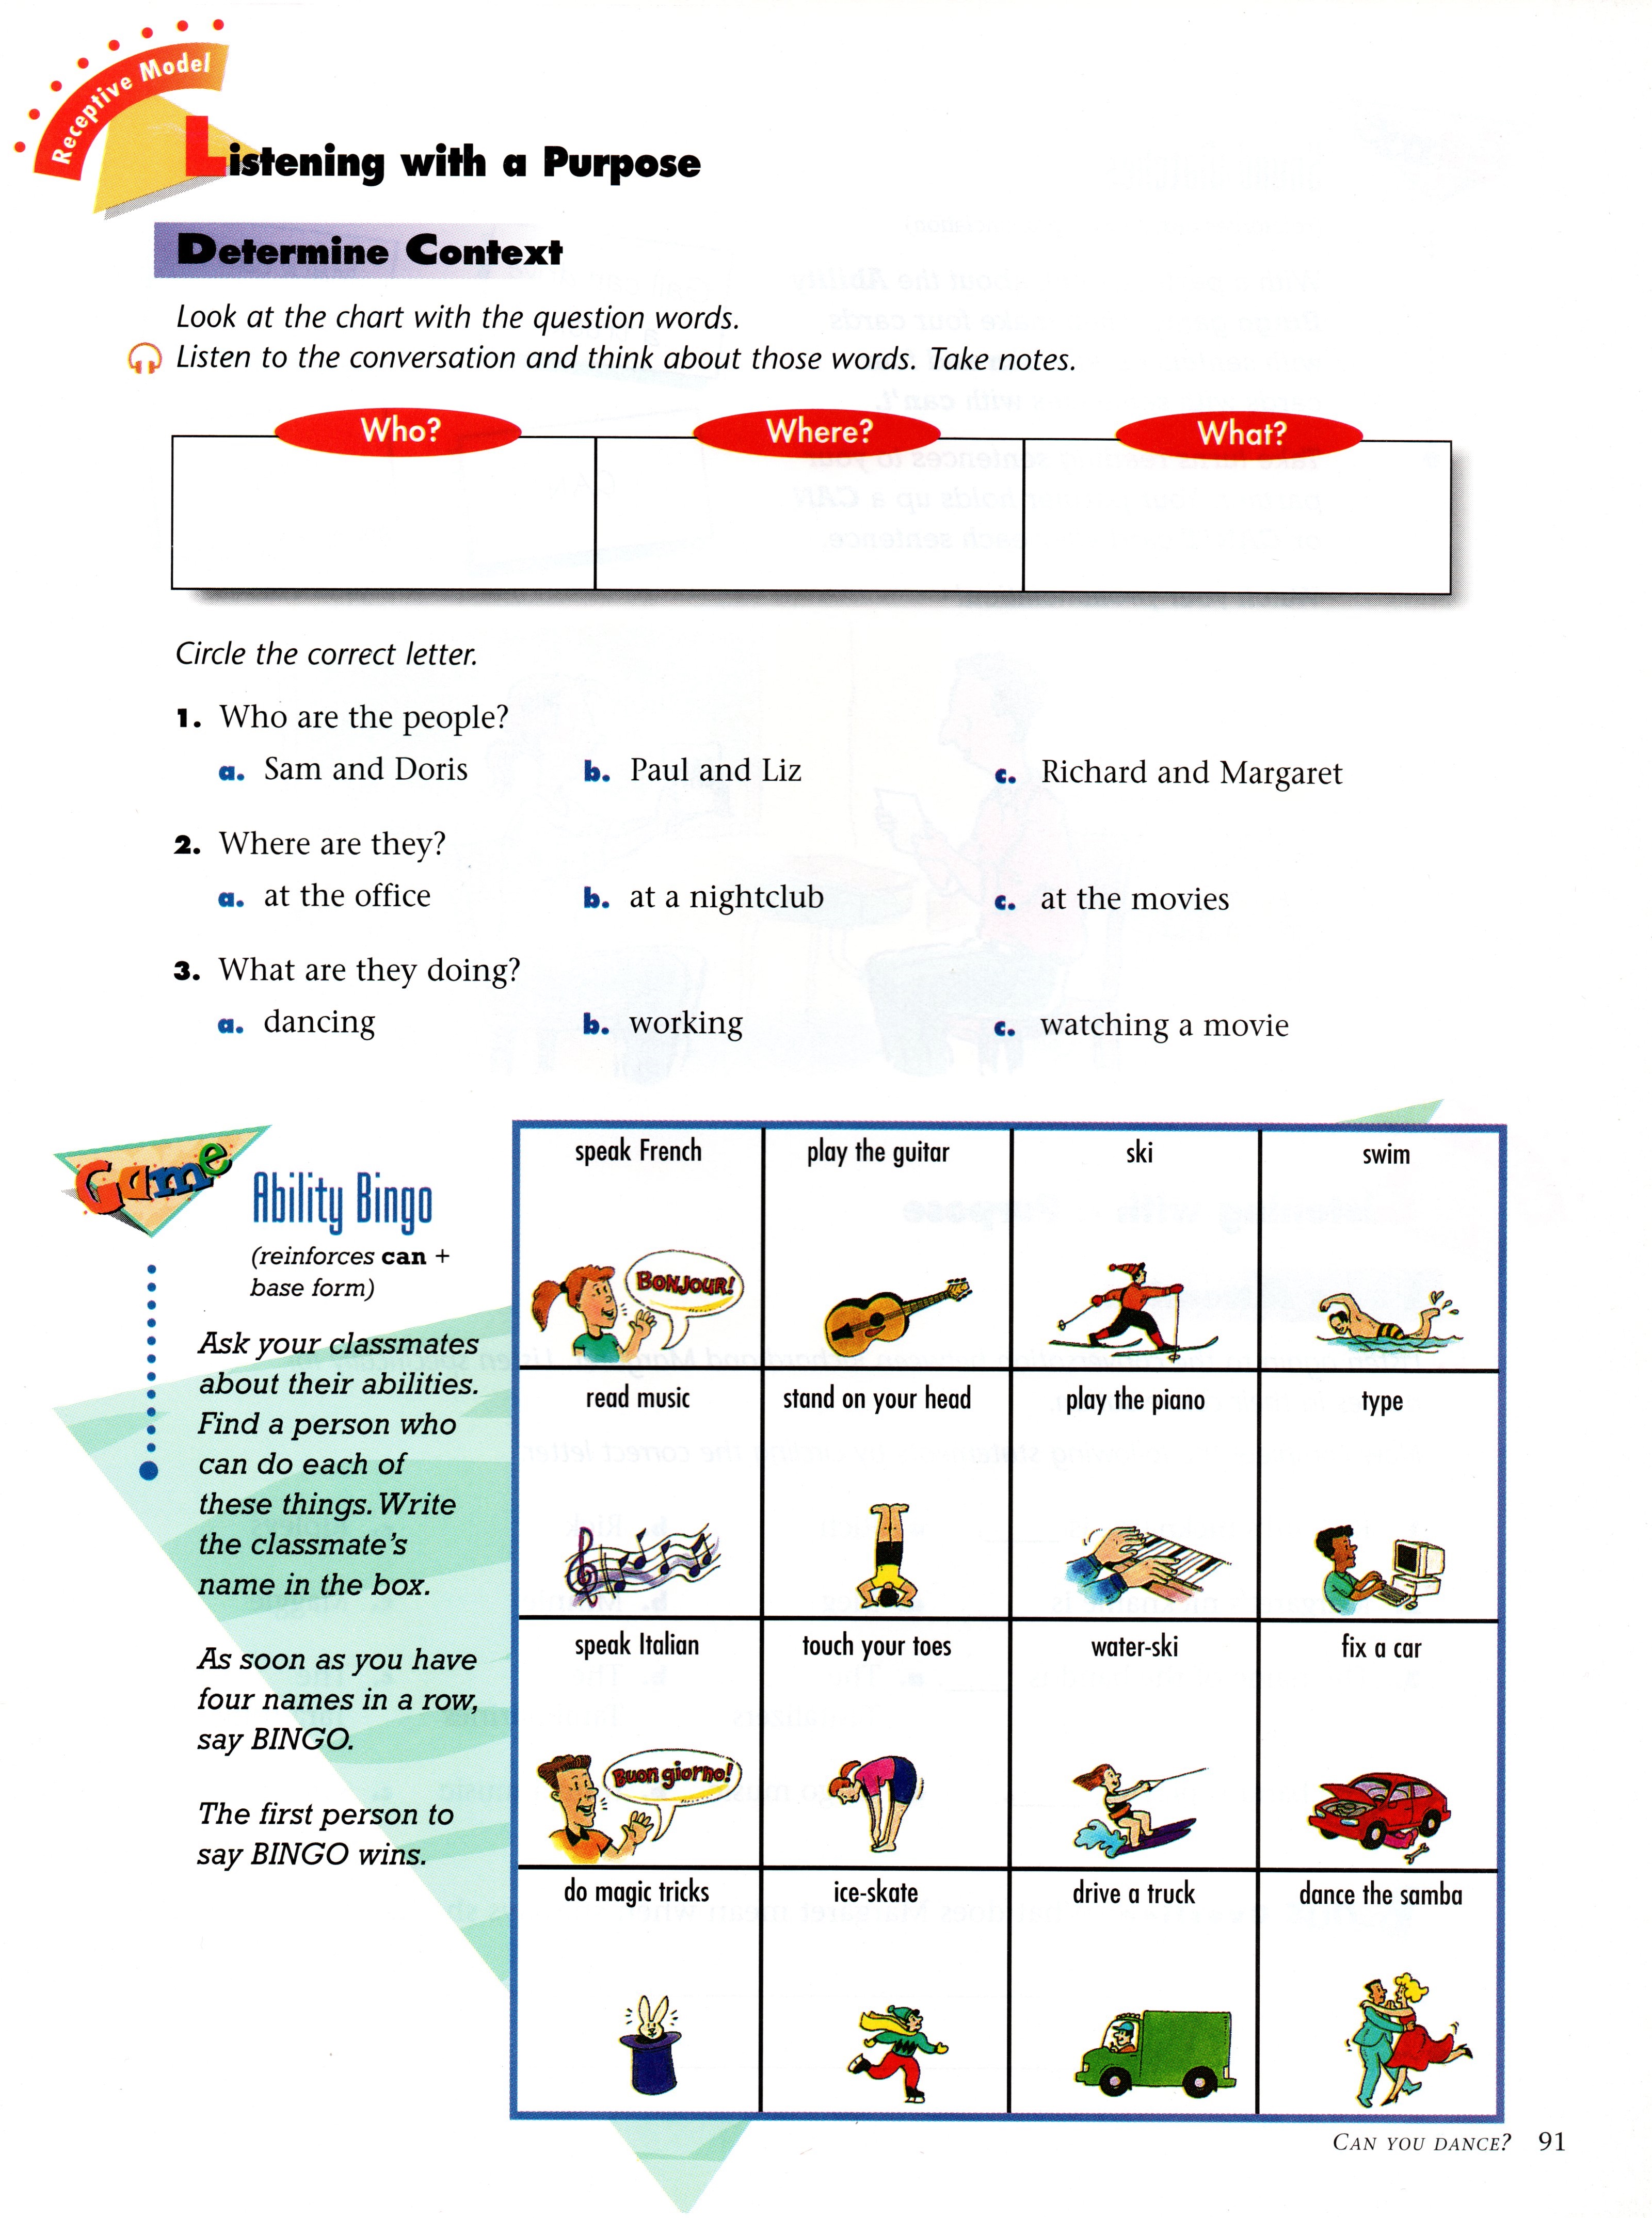 Receptive Model
Listening with a Purpose
Determine Context
Look at the chart with the question words.
Listen to the conversation and think about those words. Take notes.
Who? Where? What?
Circle the correct letter.
1. Who are the people?
a. Sam and Doris b. Paul and Liz c. Richard and Margaret
2. Where are they?
a. at the office b. at a nightclub c. at the movies
3. What are they doing?
a. dancing b. working c. watching a movie
Game
Ability Bingo
(reinforces can +
base form)
Ask your classmates
about their abilities.
Find a person who
can do each of
these things. Write
the classmate's
name in the box.
As soon as you have
four names in a row,
say BINGO.
The first person to
say BINGO wins.
speak French play the guitar ski swim
BONJOUR!
read music stand on your head play the piano type
speak Italian touch your toes water-ski fix a car
Buon giorno!
do magic tricks ice-skate drive a truck dance the samba
CAN YOU DANCE? 91